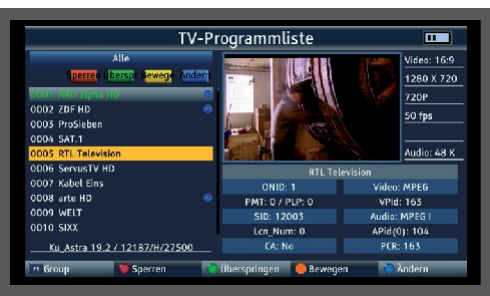 TV-Programmliste
Alle
Sperren Überspr Bewege Ändern
0001 ARD alpha HD
0002 ZDF HD
0003 ProSieben
0004 SAT.1
0005 RTL Television
0006 ServusTV HD
0007 Kabel Eins
0008 arte HD
0009 WELT
0010 SIXX
Ku_Astra 19.2 / 12187/H/27500
Video: 16:9
1280 X 720
720P
50 fps
Audio: 48 K
RTL Television
ONID: 1 Video: MPEG
PMT: 0 / PLP: 0 VPid: 163
SID: 12003 Audio: MPEG I
Lcn_Num: 0 APid(0): 104
CA: No PCR: 163
Group Sperren Überspringen Bewegen Ändern